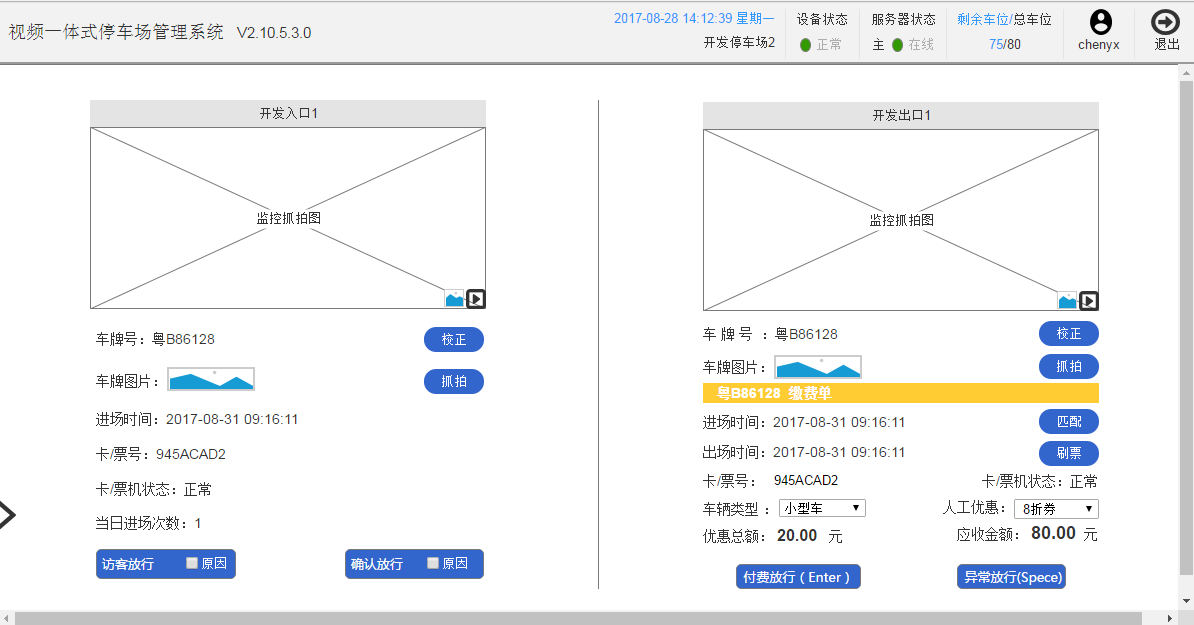 视频一体式停车场管理系统 V2.10.5.3.0
2017-08-28 14:12:39 星期一
开发停车场2
设备状态
正常
服务器状态
主 在线
剩余车位/总车位
75/80
chenyx
退出
开发入口1
监控抓拍图
车牌号：粤B86128
校正
车牌图片：
抓拍
进场时间：2017-08-31 09:16:11
卡/票号：945ACAD2
卡/票机状态：正常
当日进场次数：1
访客放行 原因
确认放行 原因
开发出口1
监控抓拍图
车 牌 号 ：粤B86128
校正
车牌图片：
抓拍
粤B86128 缴费单
进场时间：2017-08-31 09:16:11
匹配
出场时间：2017-08-31 09:16:11
刷票
卡/票号： 945ACAD2
卡/票机状态：正常
车辆类型 ： 小型车
人工优惠： 8折券
优惠总额： 20.00 元
应收金额： 80.00 元
付费放行（Enter）
异常放行(Spece)